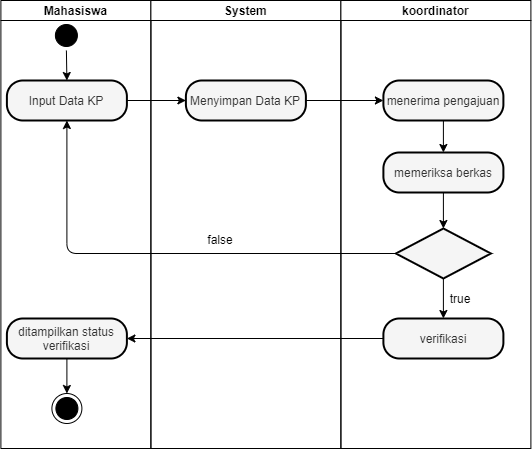 Mahasiswa
System
koordinator
Input Data KP
Menyimpan Data KP
menerima pengajuan
memeriksa berkas
false
true
ditampilkan status
verifikasi
verifikasi